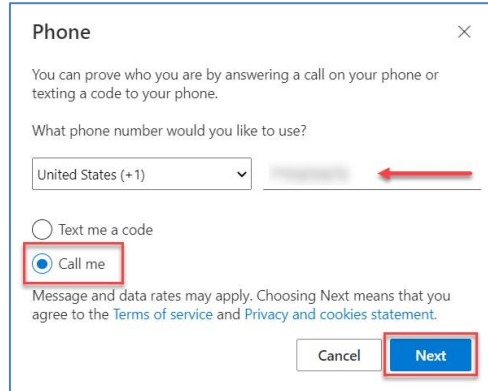 Phone
You can prove who you are by answering a call on your phone or
texting a code to your phone.
What phone number would you like to use?
United States (+1)
Text me a code
Call me
Message and data rates may apply. Choosing Next means that you
agree to the Terms of service and Privacy and cookies statement.
Cancel Next